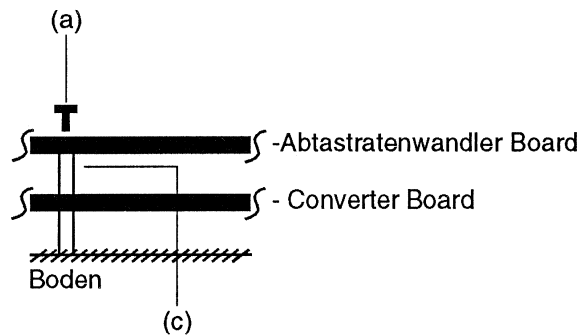 (a)
-Abtastratenwandler Board
- Converter Board
Boden
(c)